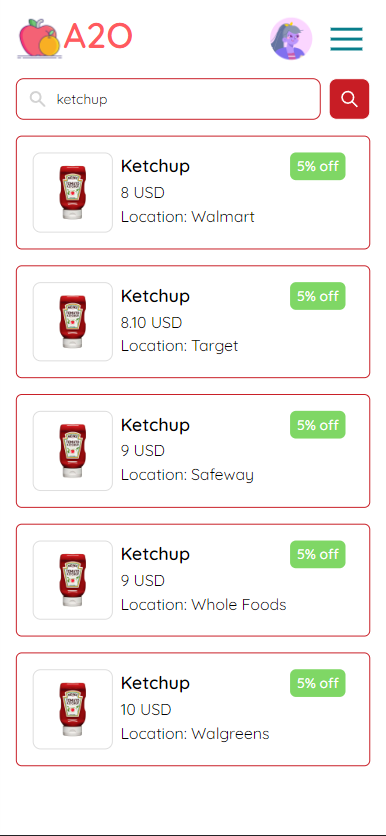 A2O
ketchup
Ketchup
5% off
8 USD
Location: Walmart
Ketchup
5% off
8.10 USD
Location: Target
Ketchup
5% off
9 USD
Location: Safeway
Ketchup
5% off
9 USD
Location: Whole Foods
Ketchup
5% off
10 USD
Location: Walgreens